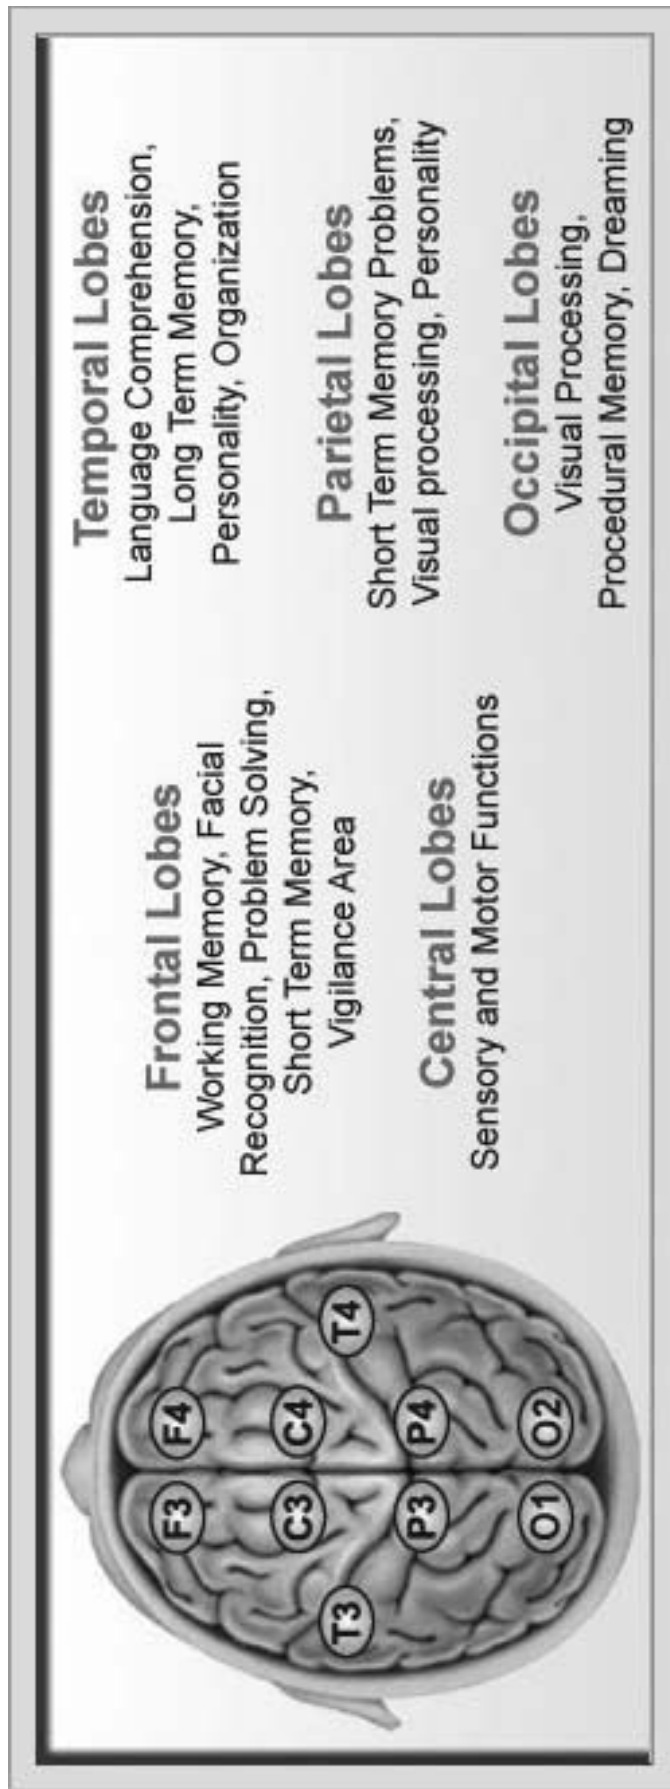 F3
F4
C3
C4
T3
T4
P3
P4
O1
O2
Frontal Lobes
Working Memory, Facial
Recognition, Problem Solving,
Short Term Memory,
Vigilance Area
Central Lobes
Sensory and Motor Functions
Temporal Lobes
Language Comprehension,
Long Term Memory,
Personality, Organization
Parietal Lobes
Short Term Memory Problems,
Visual processing, Personality
Occipital Lobes
Visual Processing,
Procedural Memory, Dreaming